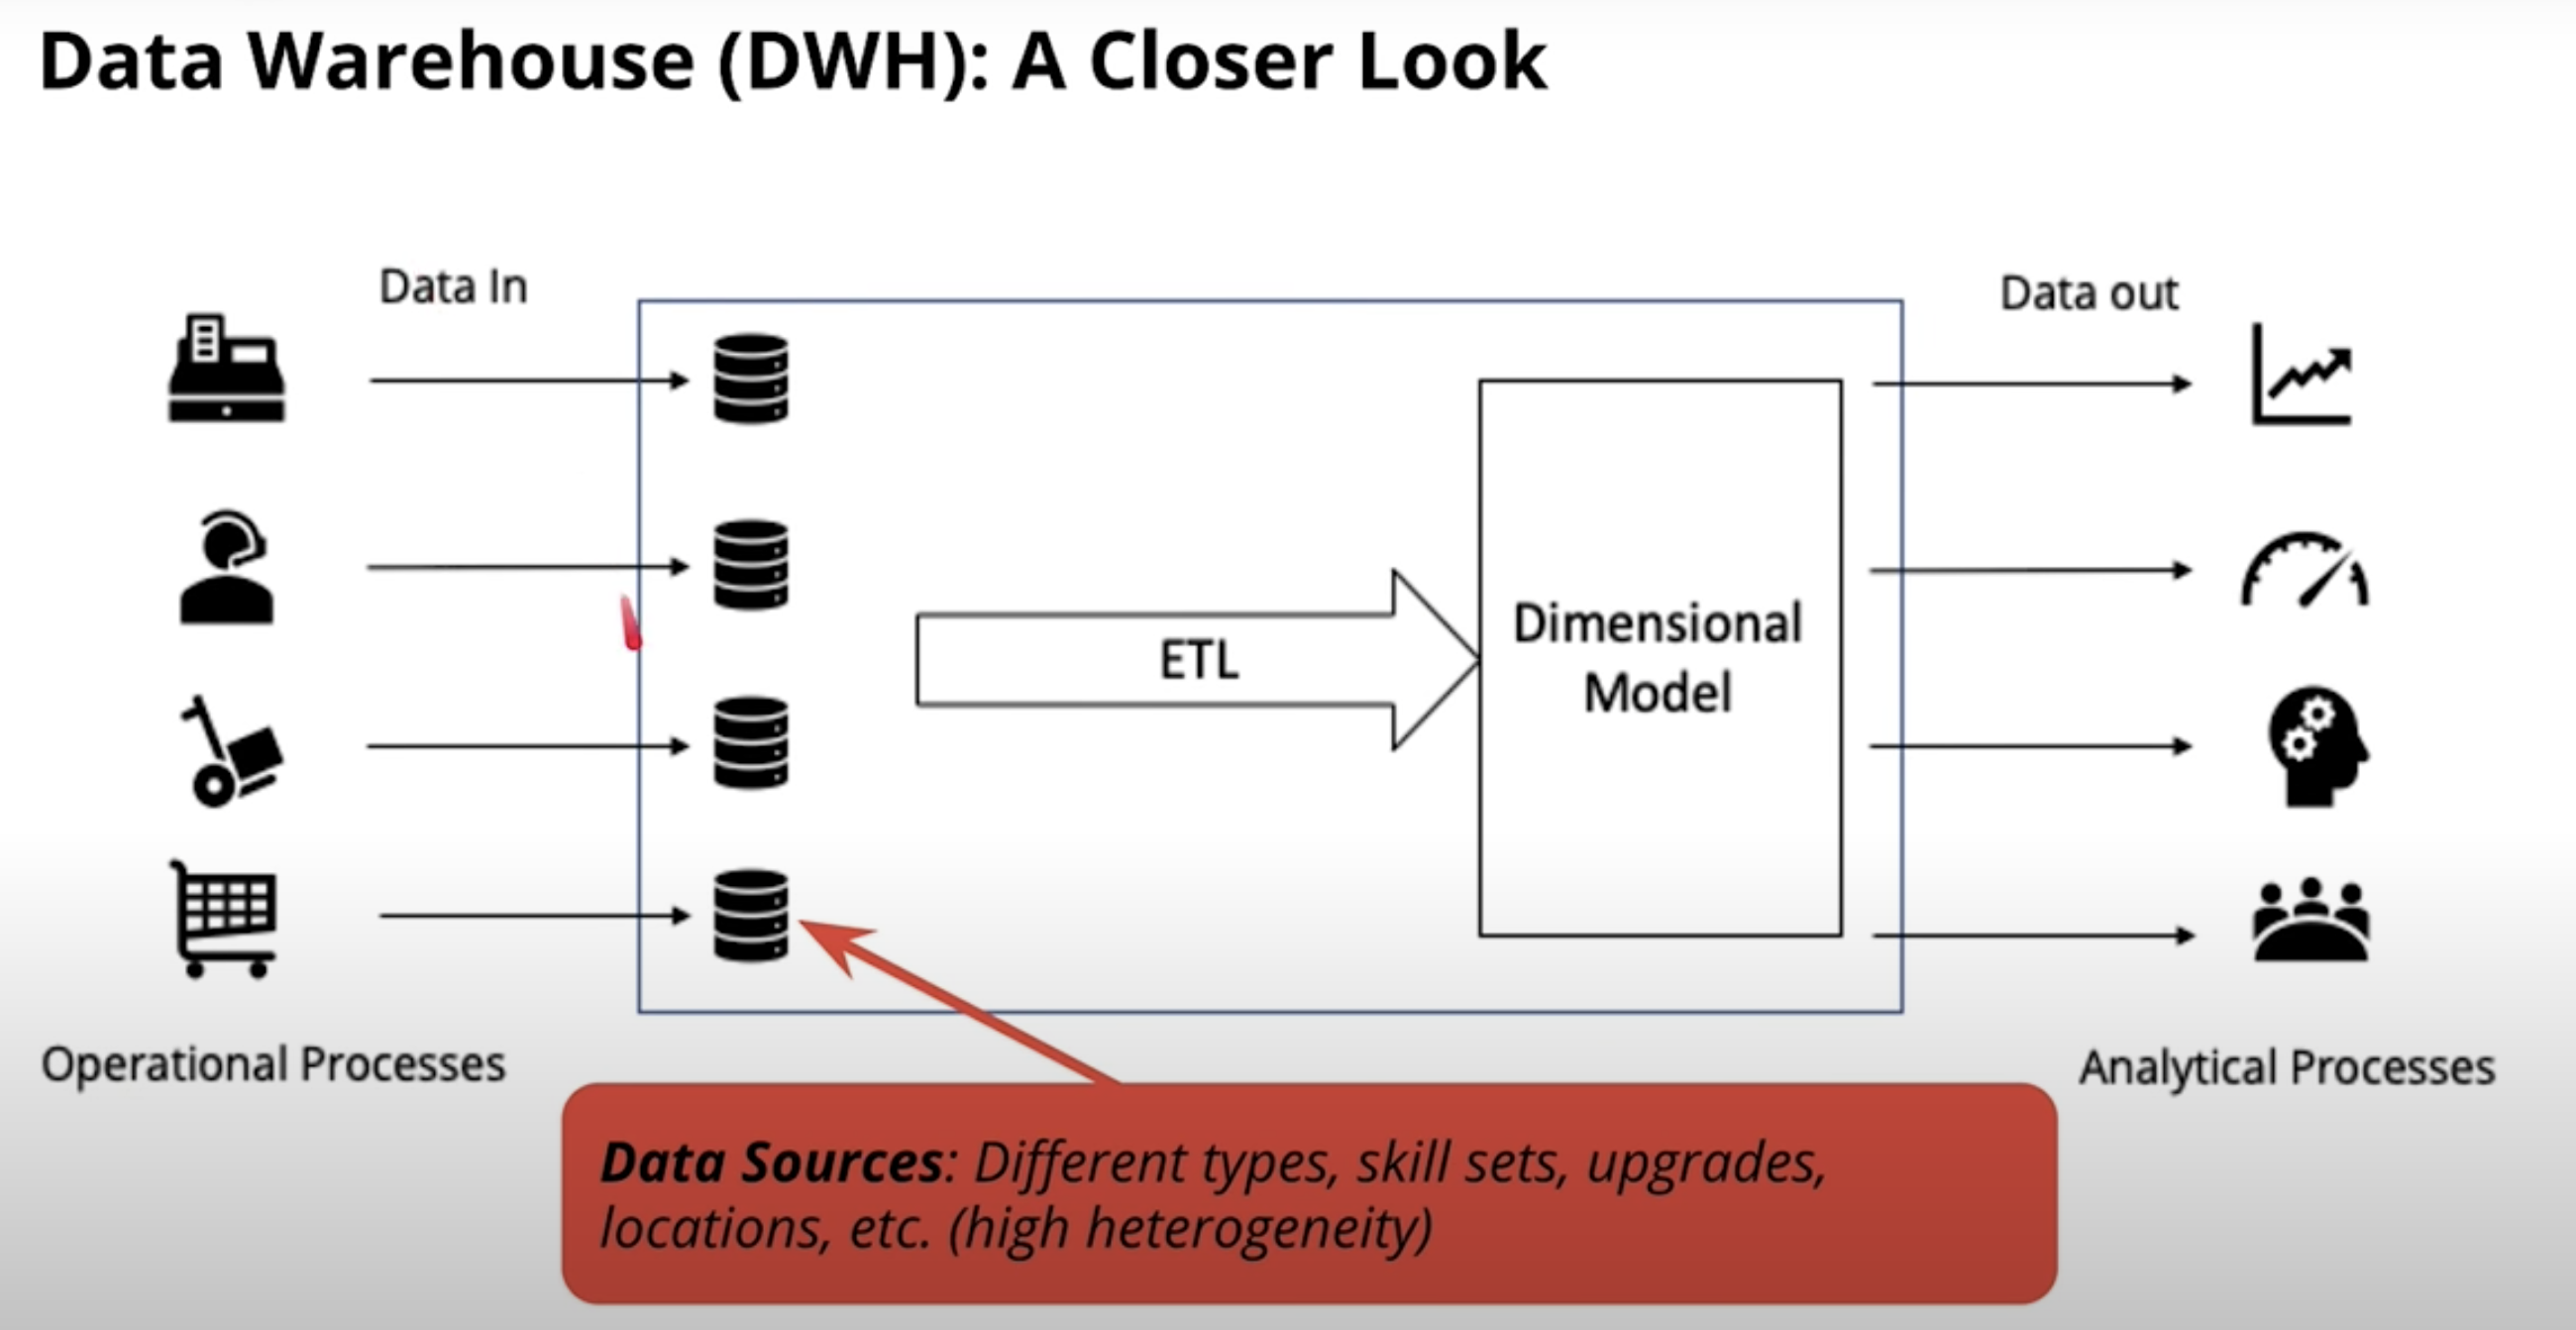 Data Warehouse (DWH): A Closer Look
Data In
Data out
ETL
Dimensional
Model
Operational Processes
Analytical Processes
Data Sources: Different types, skill sets, upgrades,
locations, etc. (high heterogeneity)